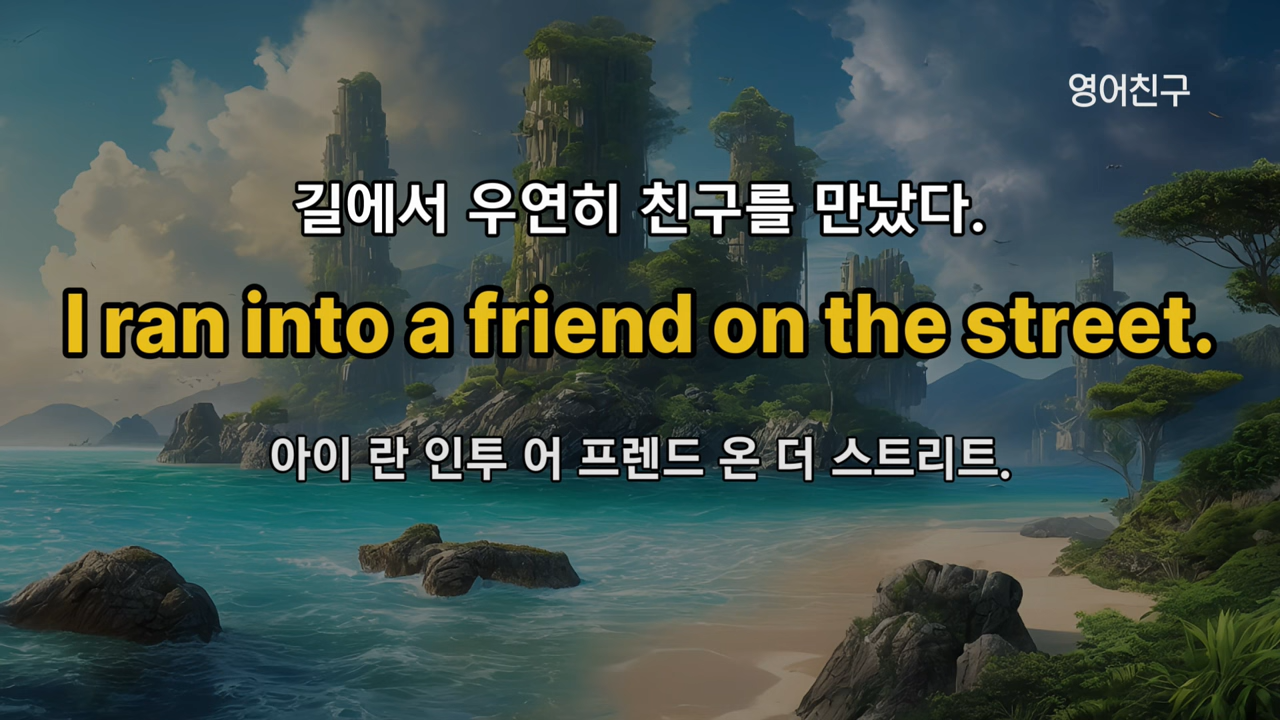 영어친구
길에서 우연히 친구를 만났다.
I ran into a friend on the street.
아이 란 인투 어 프렌드 온 더 스트리트.